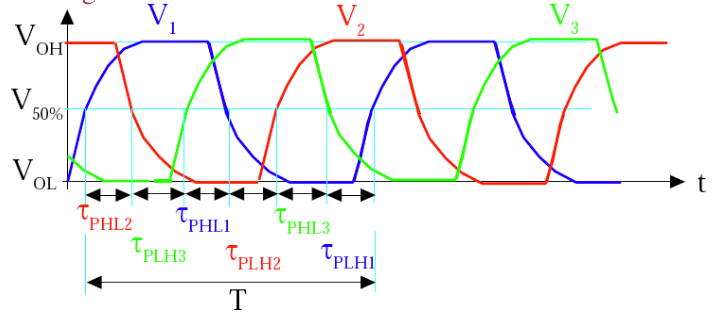 V1 V2 V3
VOH
V50%
VOL t
τPHL2 τPHL1 τPHL3
τPLH3 τPLH2 τPLH1
T